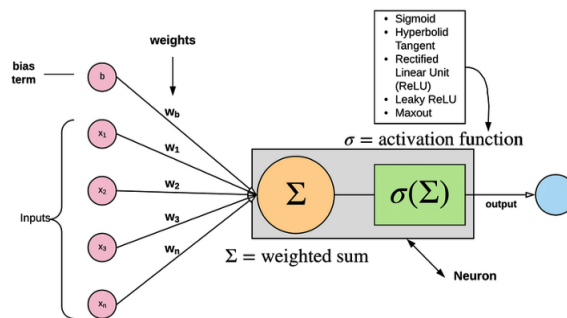 bias
term
b
weights
• Sigmoid
• Hyperbolid
Tangent
• Rectified
Linear Unit
(ReLU)
• Leaky ReLU
• Maxout
σ = activation function
Inputs
x₁
x₂
x₃
xₙ
w_b
w₁
w₂
w₃
wₙ
Σ
σ(Σ)
output
Σ = weighted sum
Neuron